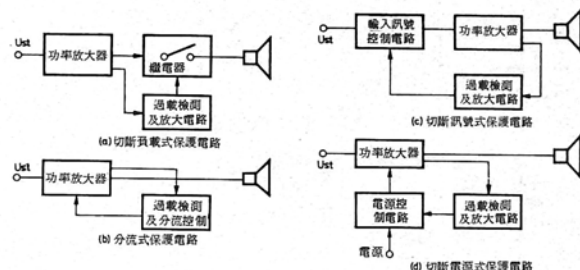 Ust
功率放大器
繼電器
過載檢測
及放大電路
(a)切斷負載式保護電路
Ust
功率放大器
過載檢測
及分流控制
(b) 分流式保護電路
Ust
輸入訊號
控制電路
功率放大器
過載檢測
及放大電路
(c) 切斷訊號式保護電路
Ust
功率放大器
電源控
制電路
過載檢測
及放大電路
電源
(d) 切斷電源式保護電路